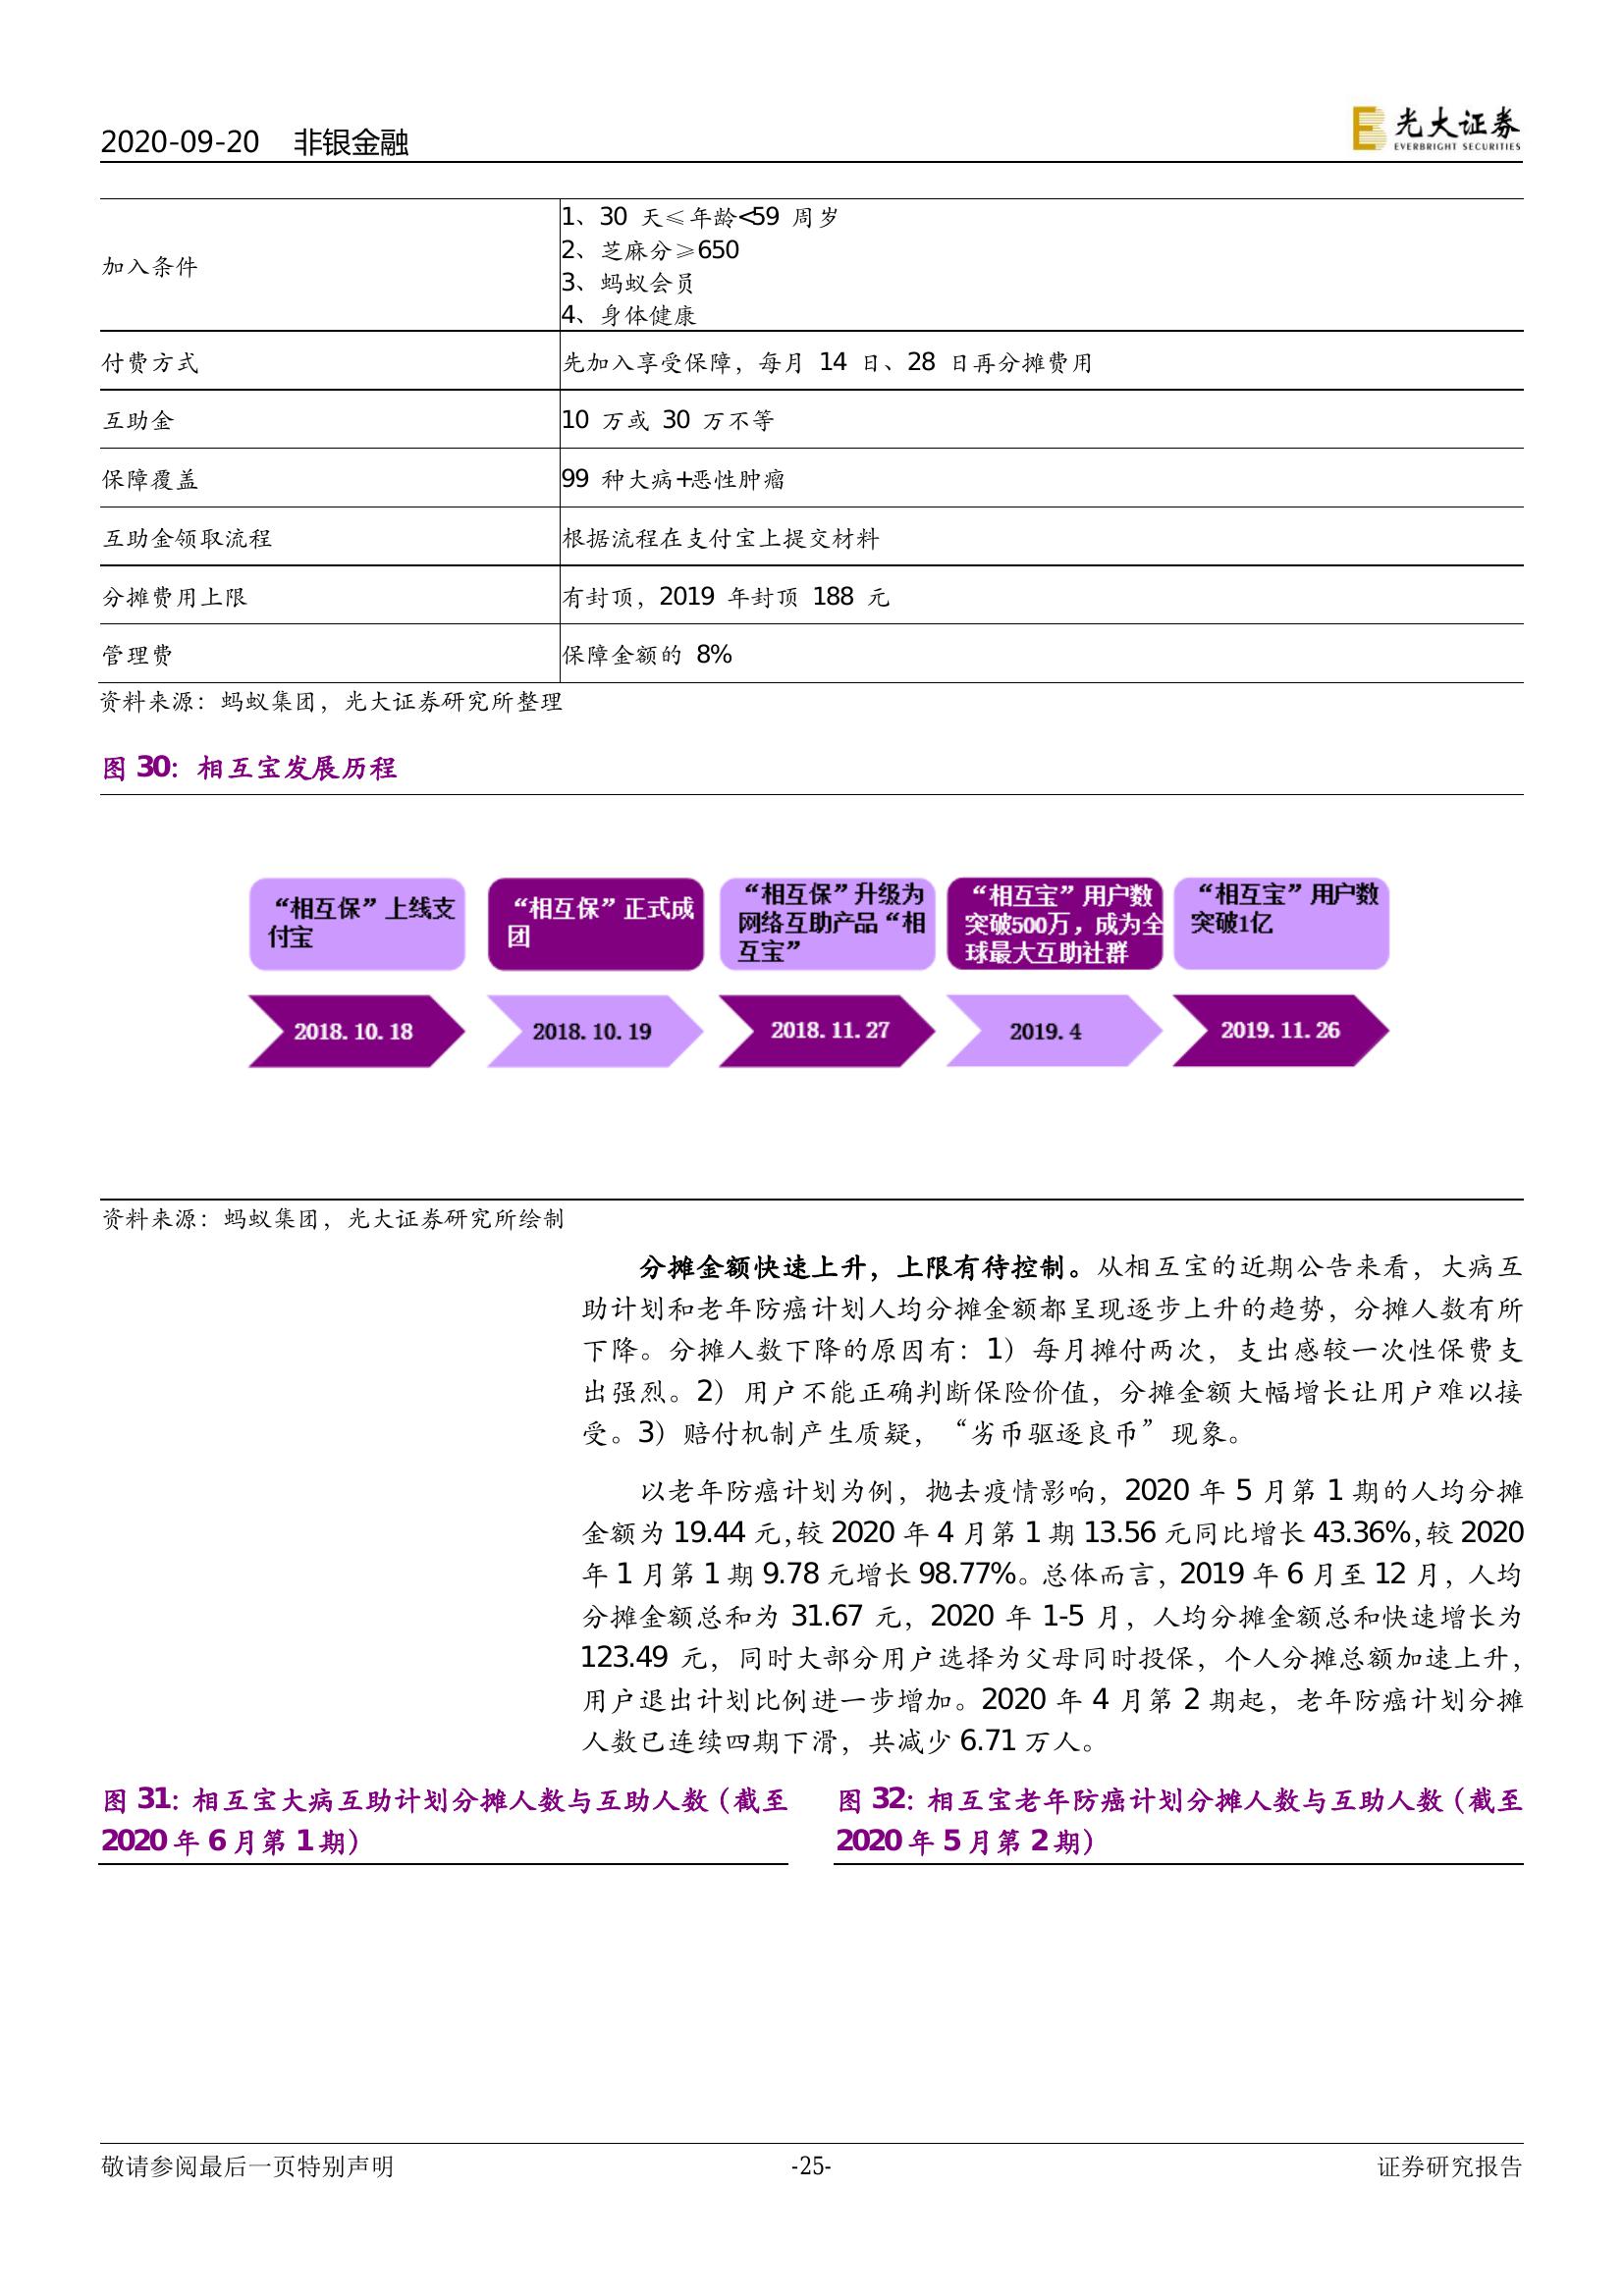 2020-09-20 非银金融
光大证券
EVERBRIGHT SECURITIES
加入条件
1、30 天≤年龄<59 周岁
2、芝麻分≥650
3、蚂蚁会员
4、身体健康
付费方式 先加入享受保障，每月 14 日、28 日再分摊费用
互助金 10 万或 30 万不等
保障覆盖 99 种大病+恶性肿瘤
互助金领取流程 根据流程在支付宝上提交材料
分摊费用上限 有封顶，2019 年封顶 188 元
管理费 保障金额的 8%
资料来源：蚂蚁集团，光大证券研究所整理
图 30：相互宝发展历程
“相互保”上线支
付宝
“相互保”正式成
团
“相互保”升级为
网络互助产品“相
互宝”
“相互宝”用户数
突破500万，成为全
球最大互助社群
“相互宝”用户数
突破1亿
2018.10.18
2018.10.19
2018.11.27
2019.4
2019.11.26
资料来源：蚂蚁集团，光大证券研究所绘制
分摊金额快速上升，上限有待控制。从相互宝的近期公告来看，大病互
助计划和老年防癌计划人均分摊金额都呈现逐步上升的趋势，分摊人数有所
下降。分摊人数下降的原因有：1）每月摊付两次，支出感较一次性保费支
出强烈。2）用户不能正确判断保险价值，分摊金额大幅增长让用户难以接
受。3）赔付机制产生质疑，“劣币驱逐良币”现象。
以老年防癌计划为例，抛去疫情影响，2020 年 5 月第 1 期的人均分摊
金额为 19.44 元，较 2020 年 4 月第 1 期 13.56 元同比增长 43.36%，较 2020
年 1 月第 1 期 9.78 元增长 98.77%。总体而言，2019 年 6 月至 12 月，人均
分摊金额总和为 31.67 元，2020 年 1-5 月，人均分摊金额总和快速增长为
123.49 元，同时大部分用户选择为父母同时投保，个人分摊总额加速上升，
用户退出计划比例进一步增加。2020 年 4 月第 2 期起，老年防癌计划分摊
人数已连续四期下滑，共减少 6.71 万人。
图 31：相互宝大病互助计划分摊人数与互助人数（截至
2020 年 6 月第 1 期）
图 32：相互宝老年防癌计划分摊人数与互助人数（截至
2020 年 5 月第 2 期）
敬请参阅最后一页特别声明 -25- 证券研究报告